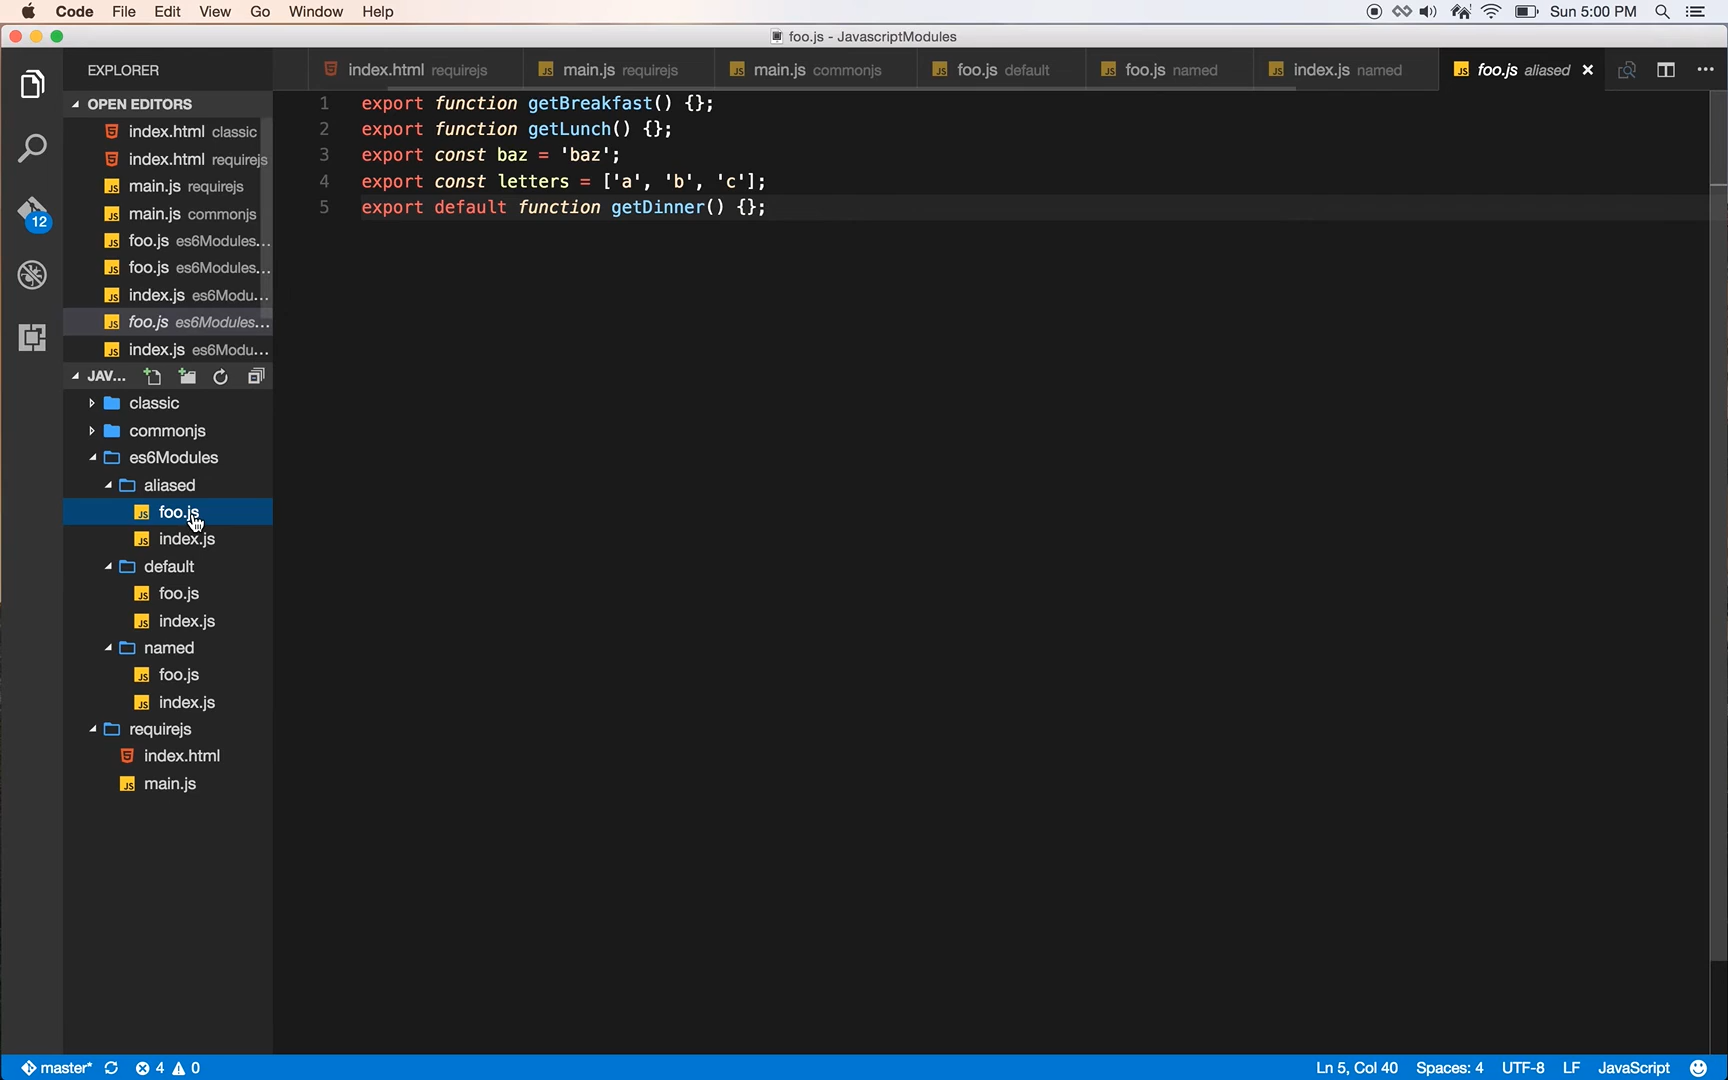 Code File Edit View Go Window Help Sun 5:00 PM
foo.js - JavascriptModules
EXPLORER
index.html requirejs main.js requirejs main.js commonjs foo.js default foo.js named index.js named foo.js aliased
OPEN EDITORS
index.html classic
index.html requirejs
main.js requirejs
main.js commonjs
foo.js es6Modules...
foo.js es6Modules...
index.js es6Modu...
foo.js es6Modules...
index.js es6Modu...
JAV...
classic
commonjs
es6Modules
aliased
foo.js
index.js
default
foo.js
index.js
named
foo.js
index.js
requirejs
index.html
main.js
12
1 export function getBreakfast() {};
2 export function getLunch() {};
3 export const baz = 'baz';
4 export const letters = ['a', 'b', 'c'];
5 export default function getDinner() {};
master* 4 0 Ln 5, Col 40 Spaces: 4 UTF-8 LF JavaScript